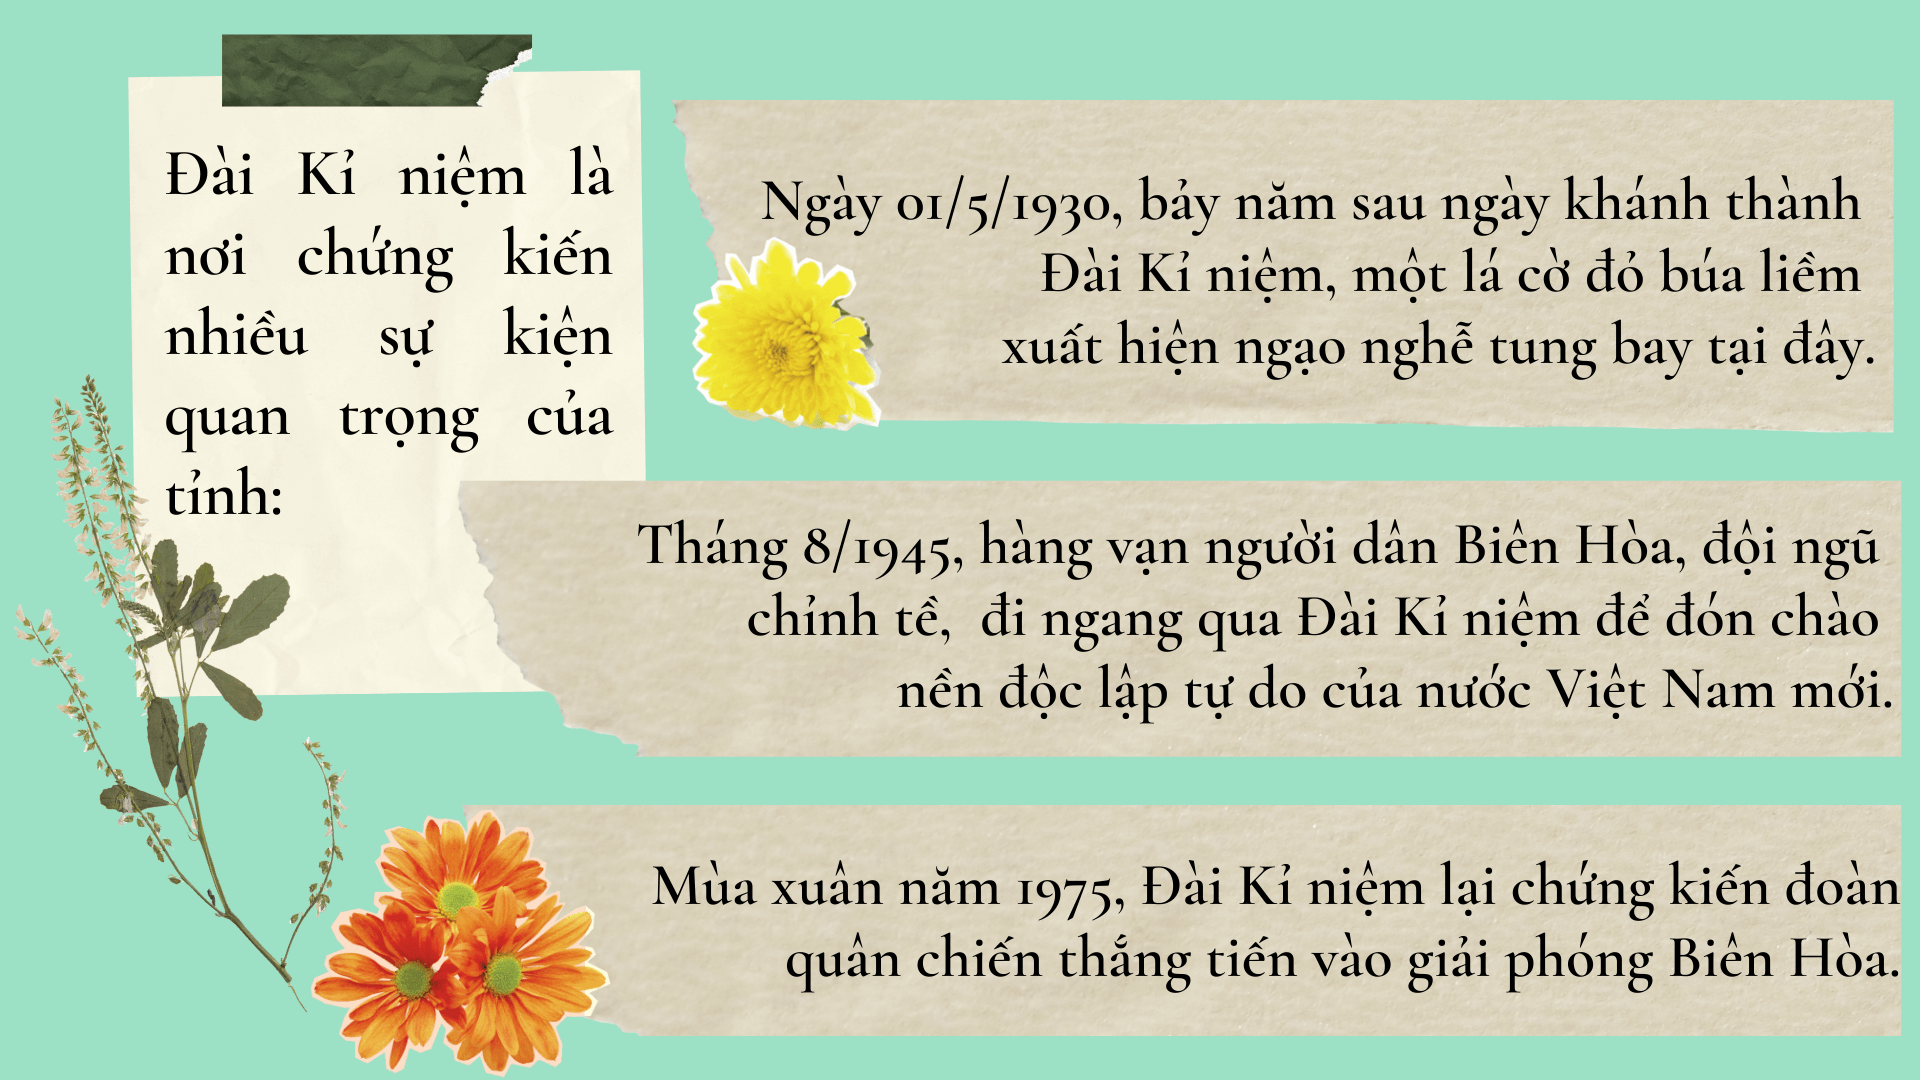 Đài Kỉ niệm là
nơi chứng kiến
nhiều sự kiện
quan trọng của
tỉnh:
Ngày 01/5/1930, bảy năm sau ngày khánh thành
Đài Kỉ niệm, một lá cờ đỏ búa liềm
xuất hiện ngạo nghễ tung bay tại đây.
Tháng 8/1945, hàng vạn người dân Biên Hòa, đội ngũ
chỉnh tề, đi ngang qua Đài Kỉ niệm để đón chào
nền độc lập tự do của nước Việt Nam mới.
Mùa xuân năm 1975, Đài Kỉ niệm lại chứng kiến đoàn
quân chiến thắng tiến vào giải phóng Biên Hòa.